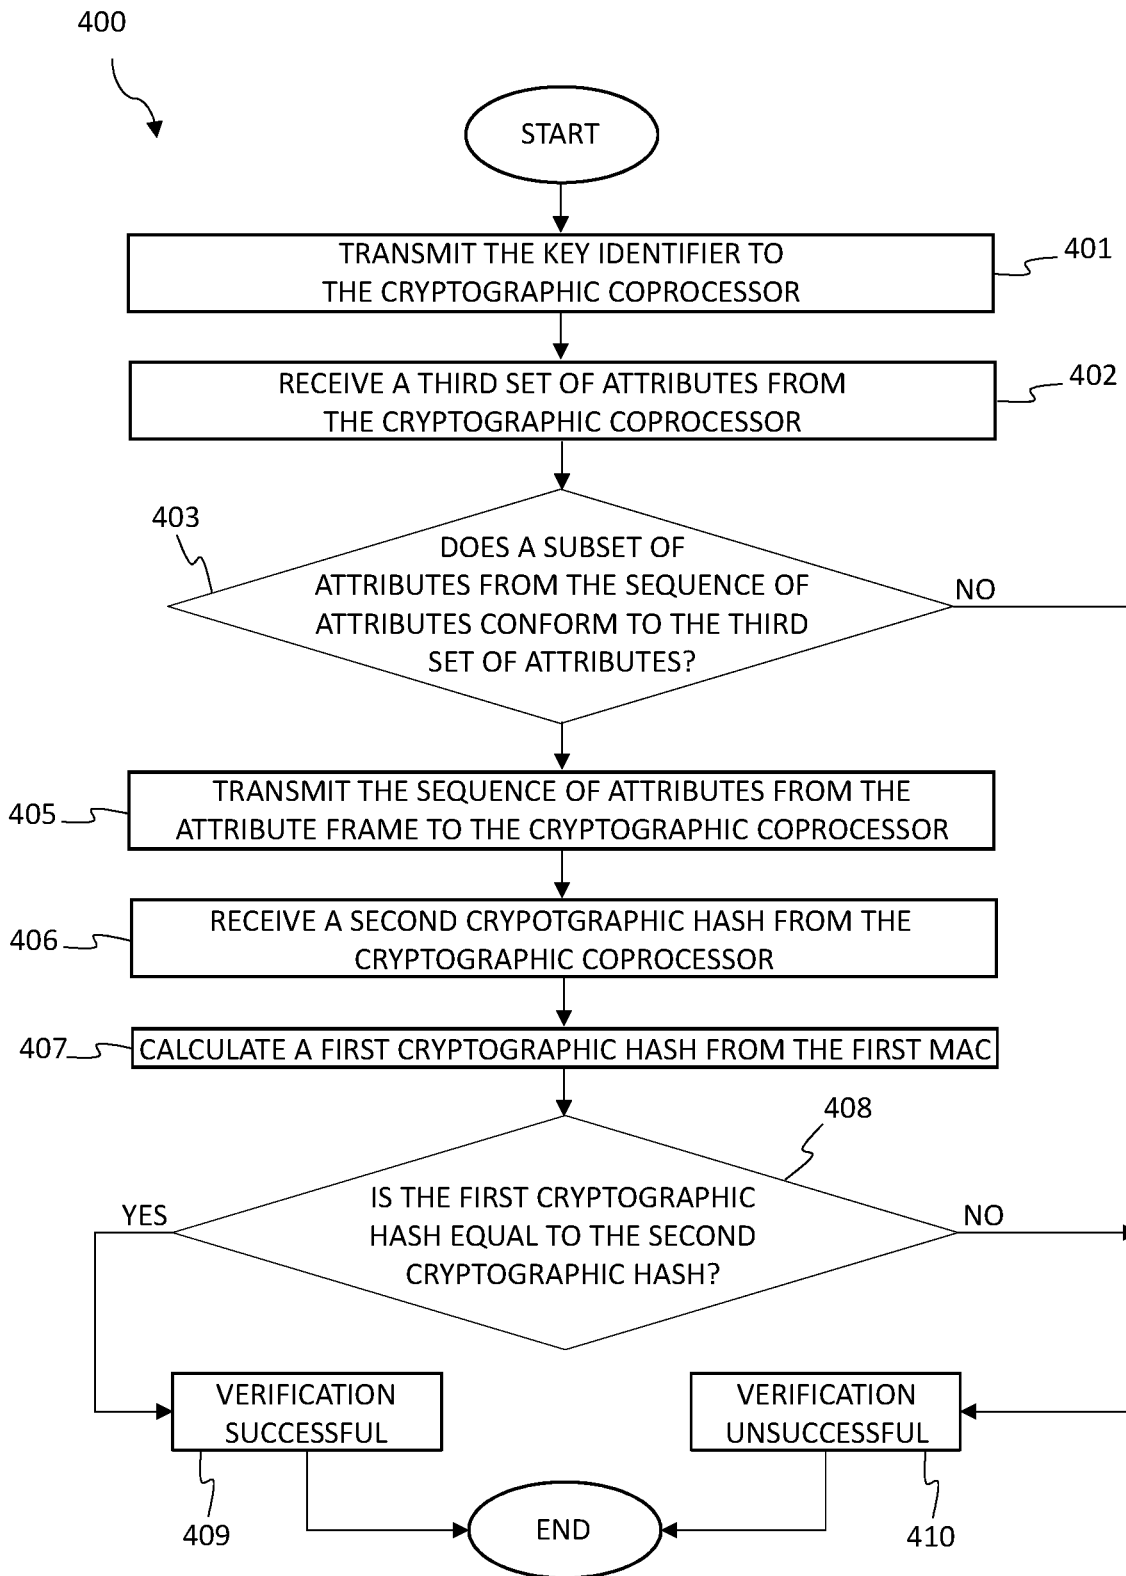 400
START
TRANSMIT THE KEY IDENTIFIER TO
THE CRYPTOGRAPHIC COPROCESSOR
401
RECEIVE A THIRD SET OF ATTRIBUTES FROM
THE CRYPTOGRAPHIC COPROCESSOR
402
403
DOES A SUBSET OF
ATTRIBUTES FROM THE SEQUENCE OF
ATTRIBUTES CONFORM TO THE THIRD
SET OF ATTRIBUTES?
NO
TRANSMIT THE SEQUENCE OF ATTRIBUTES FROM THE
ATTRIBUTE FRAME TO THE CRYPTOGRAPHIC COPROCESSOR
405
RECEIVE A SECOND CRYPOTGRAPHIC HASH FROM THE
CRYPTOGRAPHIC COPROCESSOR
406
407
CALCULATE A FIRST CRYPTOGRAPHIC HASH FROM THE FIRST MAC
408
YES
IS THE FIRST CRYPTOGRAPHIC
HASH EQUAL TO THE SECOND
CRYPTOGRAPHIC HASH?
NO
VERIFICATION
SUCCESSFUL
VERIFICATION
UNSUCCESSFUL
409
END
410